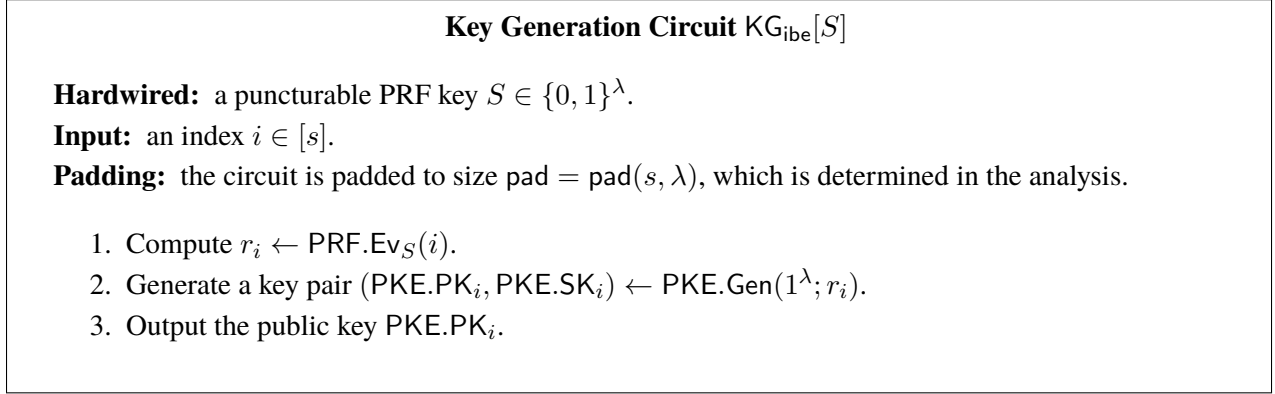 Key Generation Circuit KG_ibe[S]
Hardwired: a puncturable PRF key S ∈ {0, 1}^λ.
Input: an index i ∈ [s].
Padding: the circuit is padded to size pad = pad(s, λ), which is determined in the analysis.
1. Compute r_i ← PRF.Ev_S(i).
2. Generate a key pair (PKE.PK_i, PKE.SK_i) ← PKE.Gen(1^λ; r_i).
3. Output the public key PKE.PK_i.